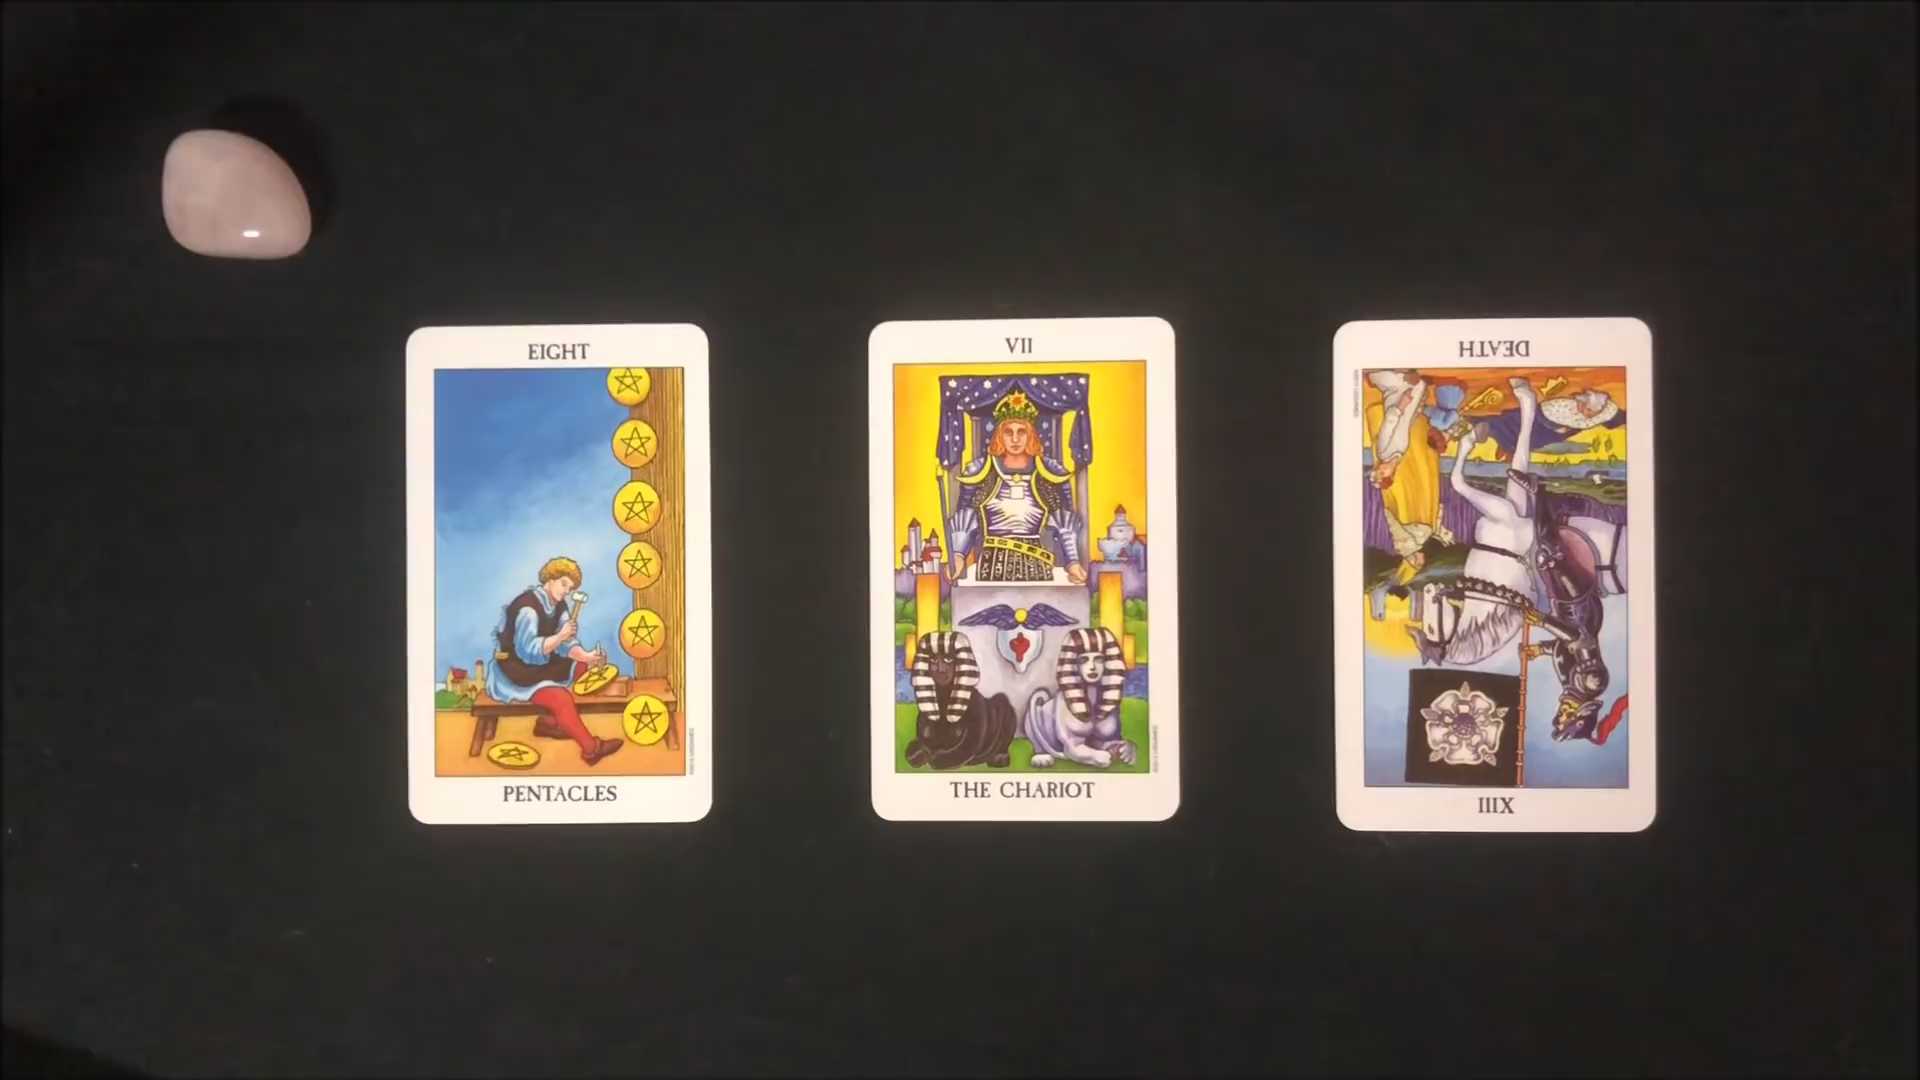 EIGHT
PENTACLES
VII
THE CHARIOT
DEATH
XIII